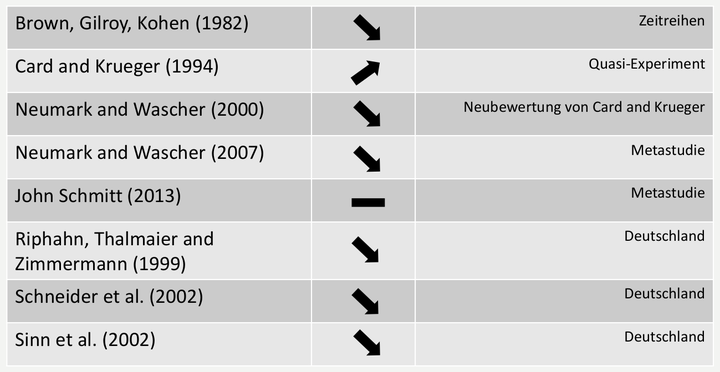 Brown, Gilroy, Kohen (1982)
Zeitreihen
Card and Krueger (1994)
Quasi-Experiment
Neumark and Wascher (2000)
Neubewertung von Card and Krueger
Neumark and Wascher (2007)
Metastudie
John Schmitt (2013)
Metastudie
Riphahn, Thalmaier and
Zimmermann (1999)
Deutschland
Schneider et al. (2002)
Deutschland
Sinn et al. (2002)
Deutschland